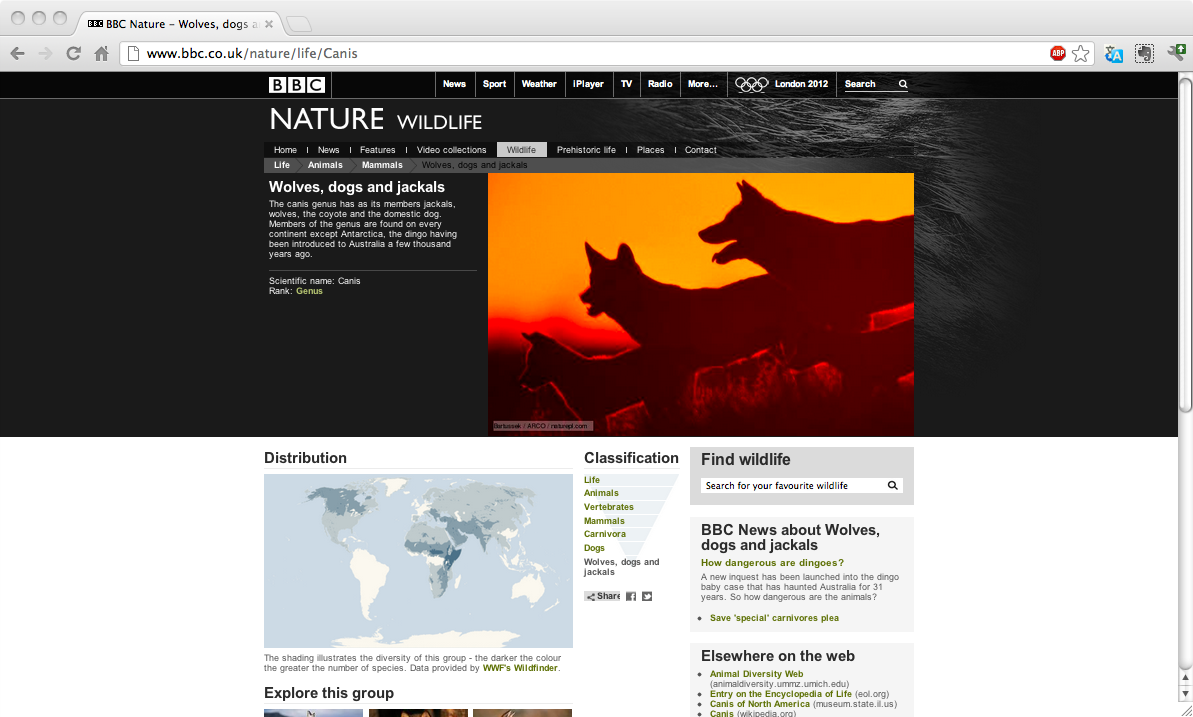 BBC BBC Nature – Wolves, dogs a
www.bbc.co.uk/nature/life/Canis
ABP
BBC
News Sport Weather iPlayer TV Radio More... London 2012 Search
NATURE WILDLIFE
Home News Features Video collections Wildlife Prehistoric life Places Contact
Life Animals Mammals Wolves, dogs and jackals
Wolves, dogs and jackals
The canis genus has as its members jackals,
wolves, the coyote and the domestic dog.
Members of the genus are found on every
continent except Antarctica, the dingo having
been introduced to Australia a few thousand
years ago.
Scientific name: Canis
Rank: Genus
Bartussek / ARCO / naturepl.com
Distribution
The shading illustrates the diversity of this group - the darker the colour
the greater the number of species. Data provided by WWF's Wildfinder.
Explore this group
Classification
Life
Animals
Vertebrates
Mammals
Carnivora
Dogs
Wolves, dogs and
jackals
Share
Find wildlife
Search for your favourite wildlife
BBC News about Wolves,
dogs and jackals
How dangerous are dingoes?
A new inquest has been launched into the dingo
baby case that has haunted Australia for 31
years. So how dangerous are the animals?
Save 'special' carnivores plea
Elsewhere on the web
Animal Diversity Web
(animaldiversity.ummz.umich.edu)
Entry on the Encyclopedia of Life (eol.org)
Canis of North America (museum.state.il.us)
Canis (wikipedia.org)